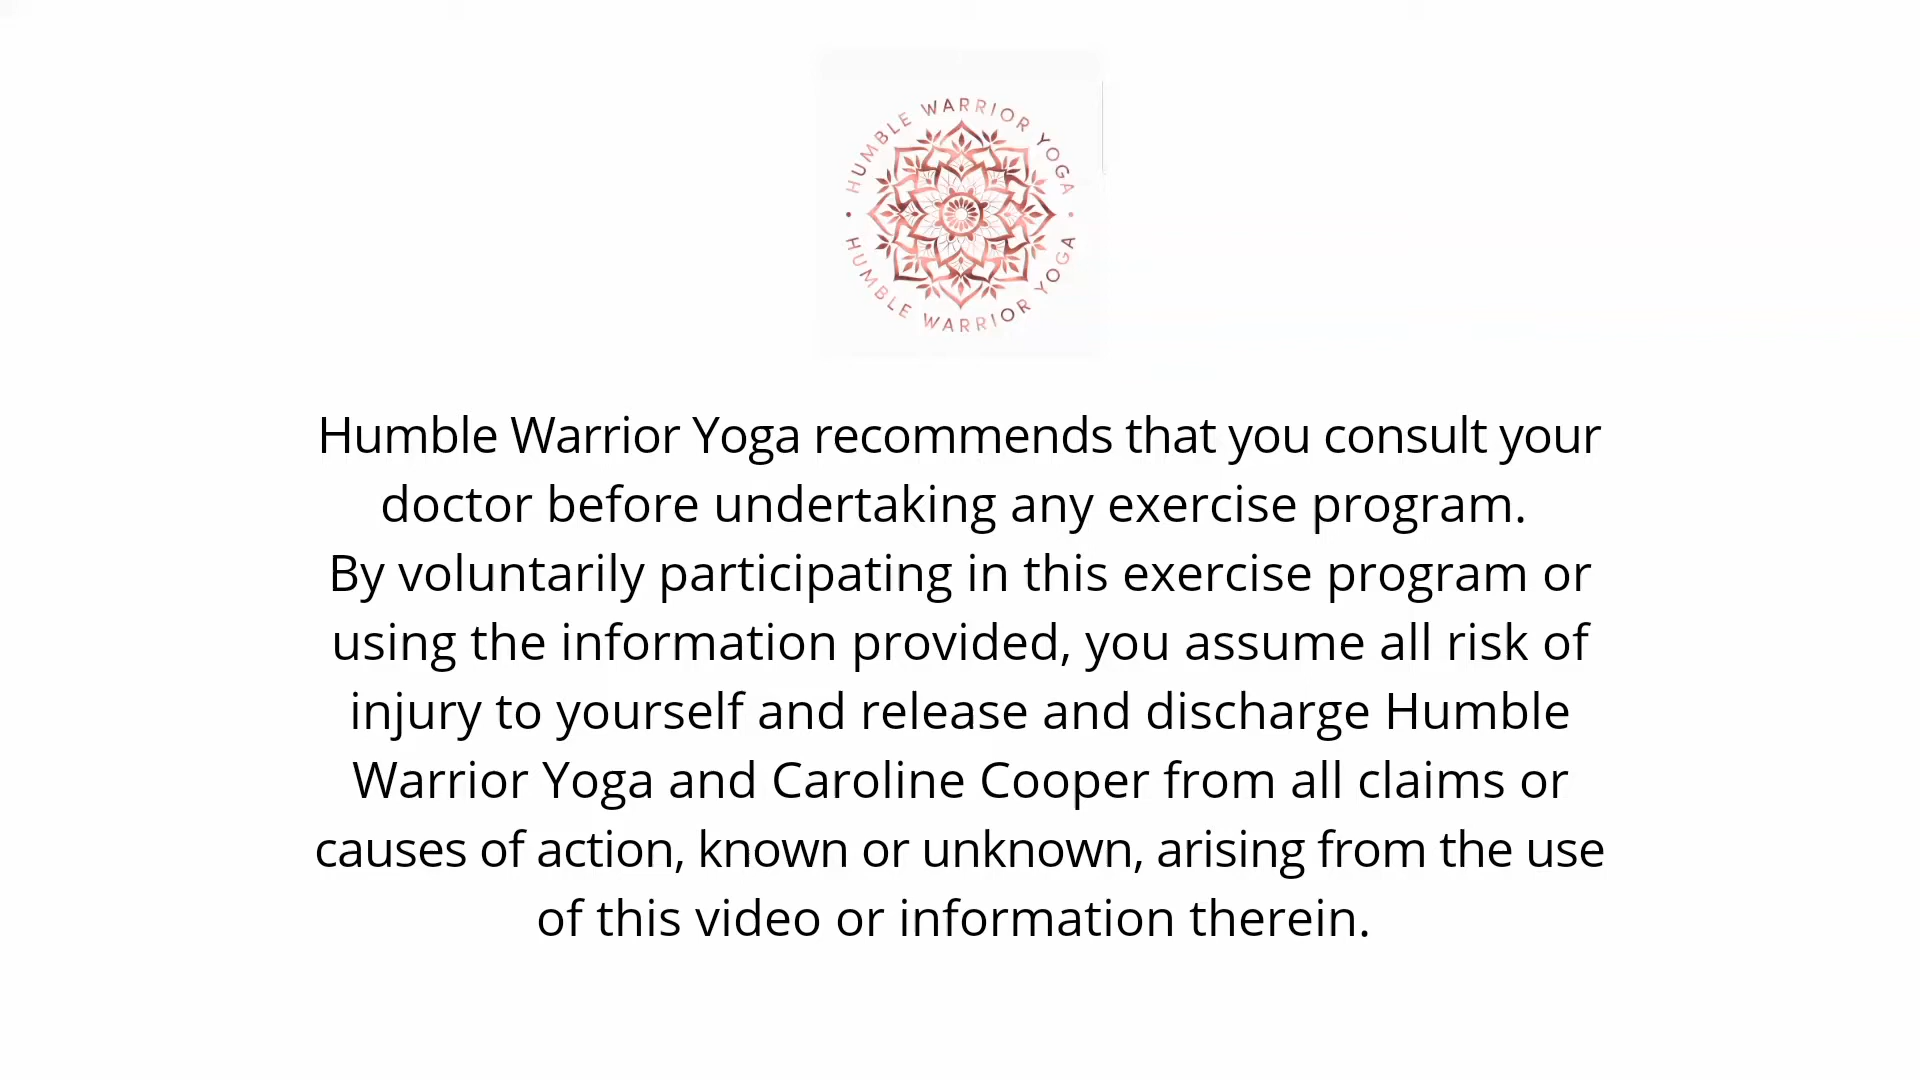 HUMBLE WARRIOR YOGA
HUMBLE WARRIOR YOGA
Humble Warrior Yoga recommends that you consult your
doctor before undertaking any exercise program.
By voluntarily participating in this exercise program or
using the information provided, you assume all risk of
injury to yourself and release and discharge Humble
Warrior Yoga and Caroline Cooper from all claims or
causes of action, known or unknown, arising from the use
of this video or information therein.